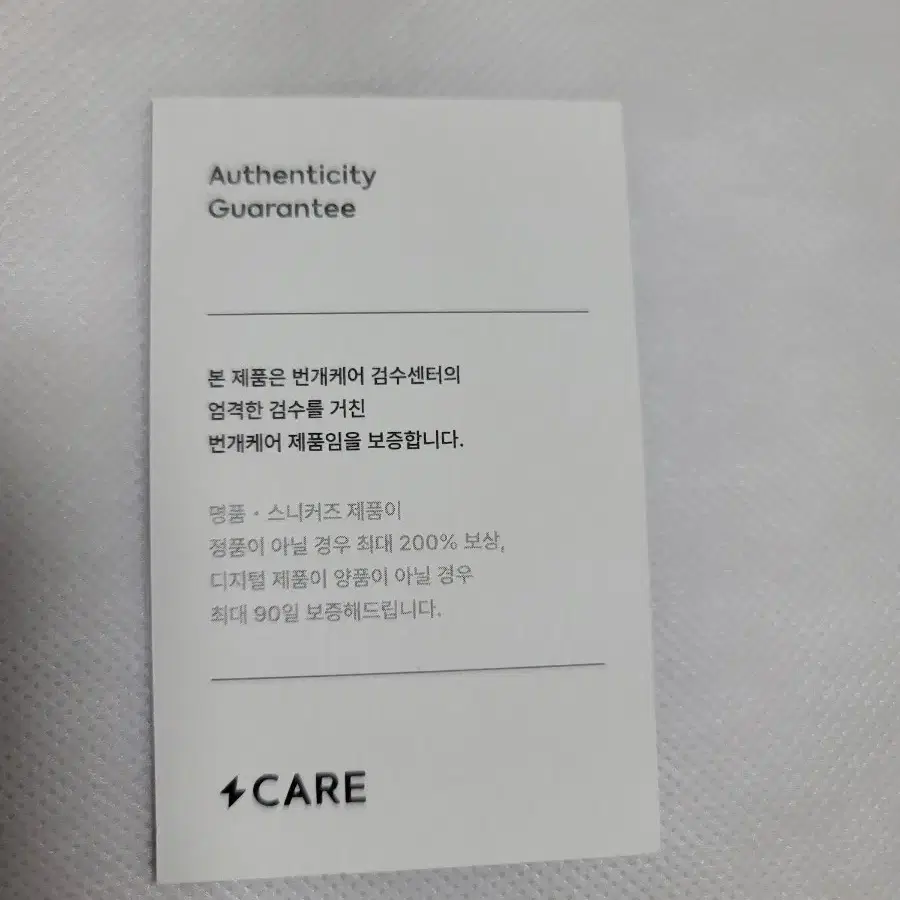 Authenticity
Guarantee
본 제품은 번개케어 검수센터의
엄격한 검수를 거친
번개케어 제품임을 보증합니다.
명품 • 스니커즈 제품이
정품이 아닐 경우 최대 200% 보상,
디지털 제품이 양품이 아닐 경우
최대 90일 보증해드립니다.
CARE